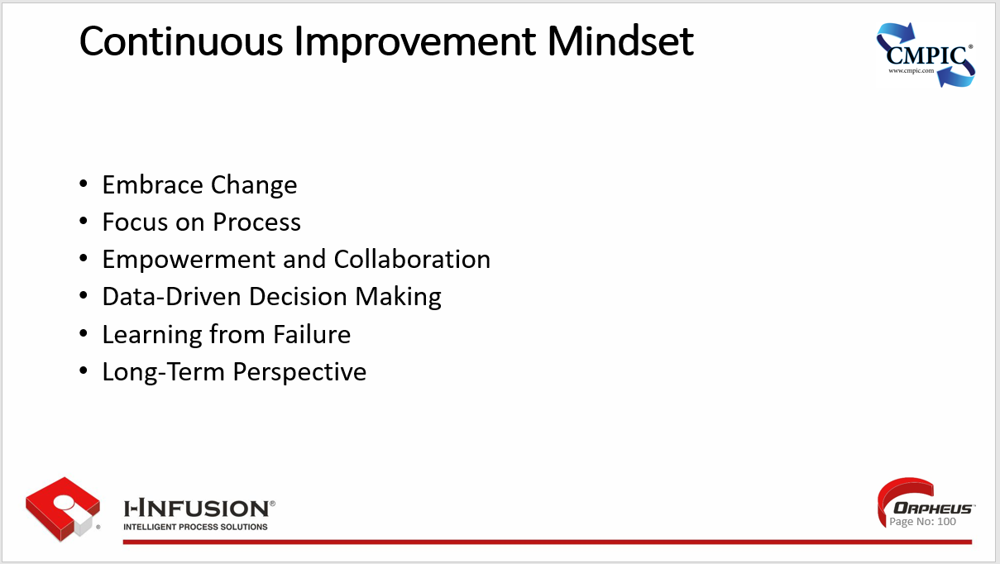 Continuous Improvement Mindset
CMPIC®
www.cmpic.com
• Embrace Change
• Focus on Process
• Empowerment and Collaboration
• Data-Driven Decision Making
• Learning from Failure
• Long-Term Perspective
®
I-INFUSION®
INTELLIGENT PROCESS SOLUTIONS
ORPHEUS™
Page No: 100